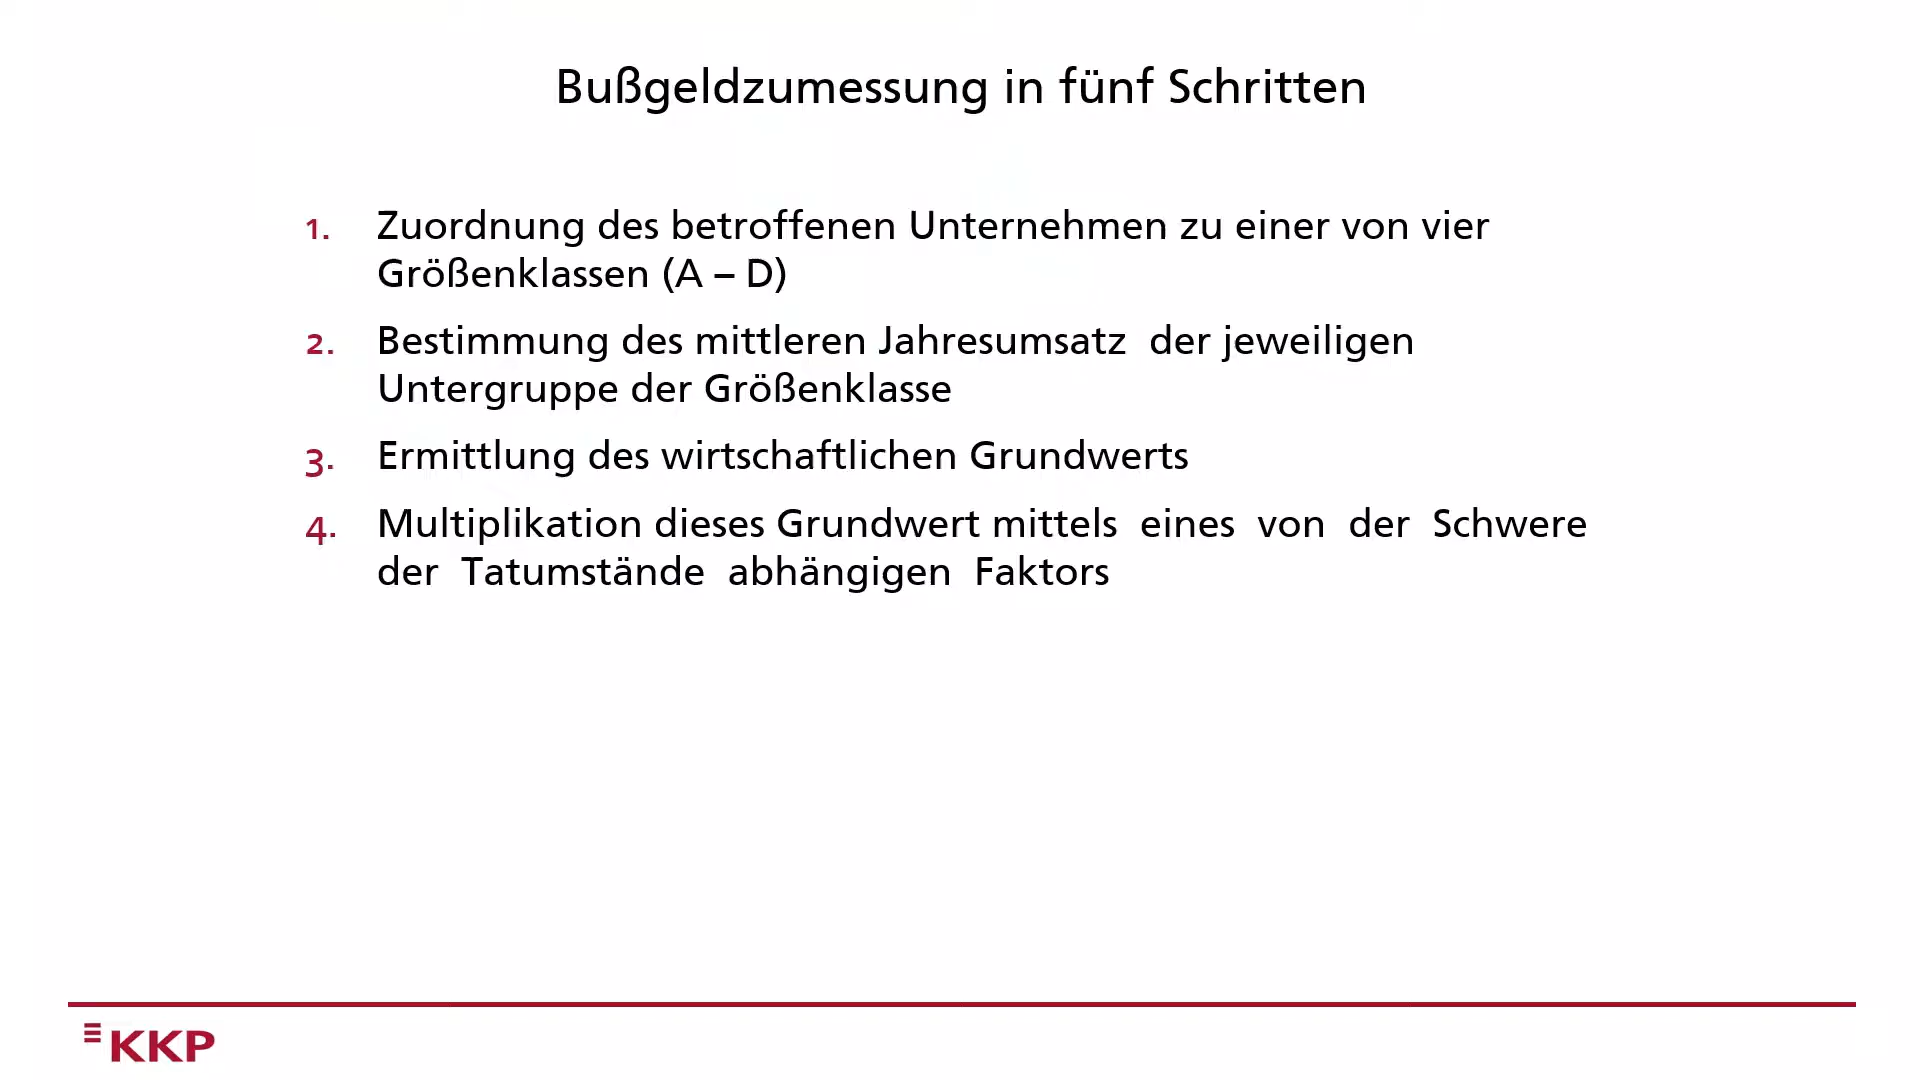 Bußgeldzumessung in fünf Schritten
1. Zuordnung des betroffenen Unternehmen zu einer von vier
Größenklassen (A – D)
2. Bestimmung des mittleren Jahresumsatz der jeweiligen
Untergruppe der Größenklasse
3. Ermittlung des wirtschaftlichen Grundwerts
4. Multiplikation dieses Grundwert mittels eines von der Schwere
der Tatumstände abhängigen Faktors
KKP